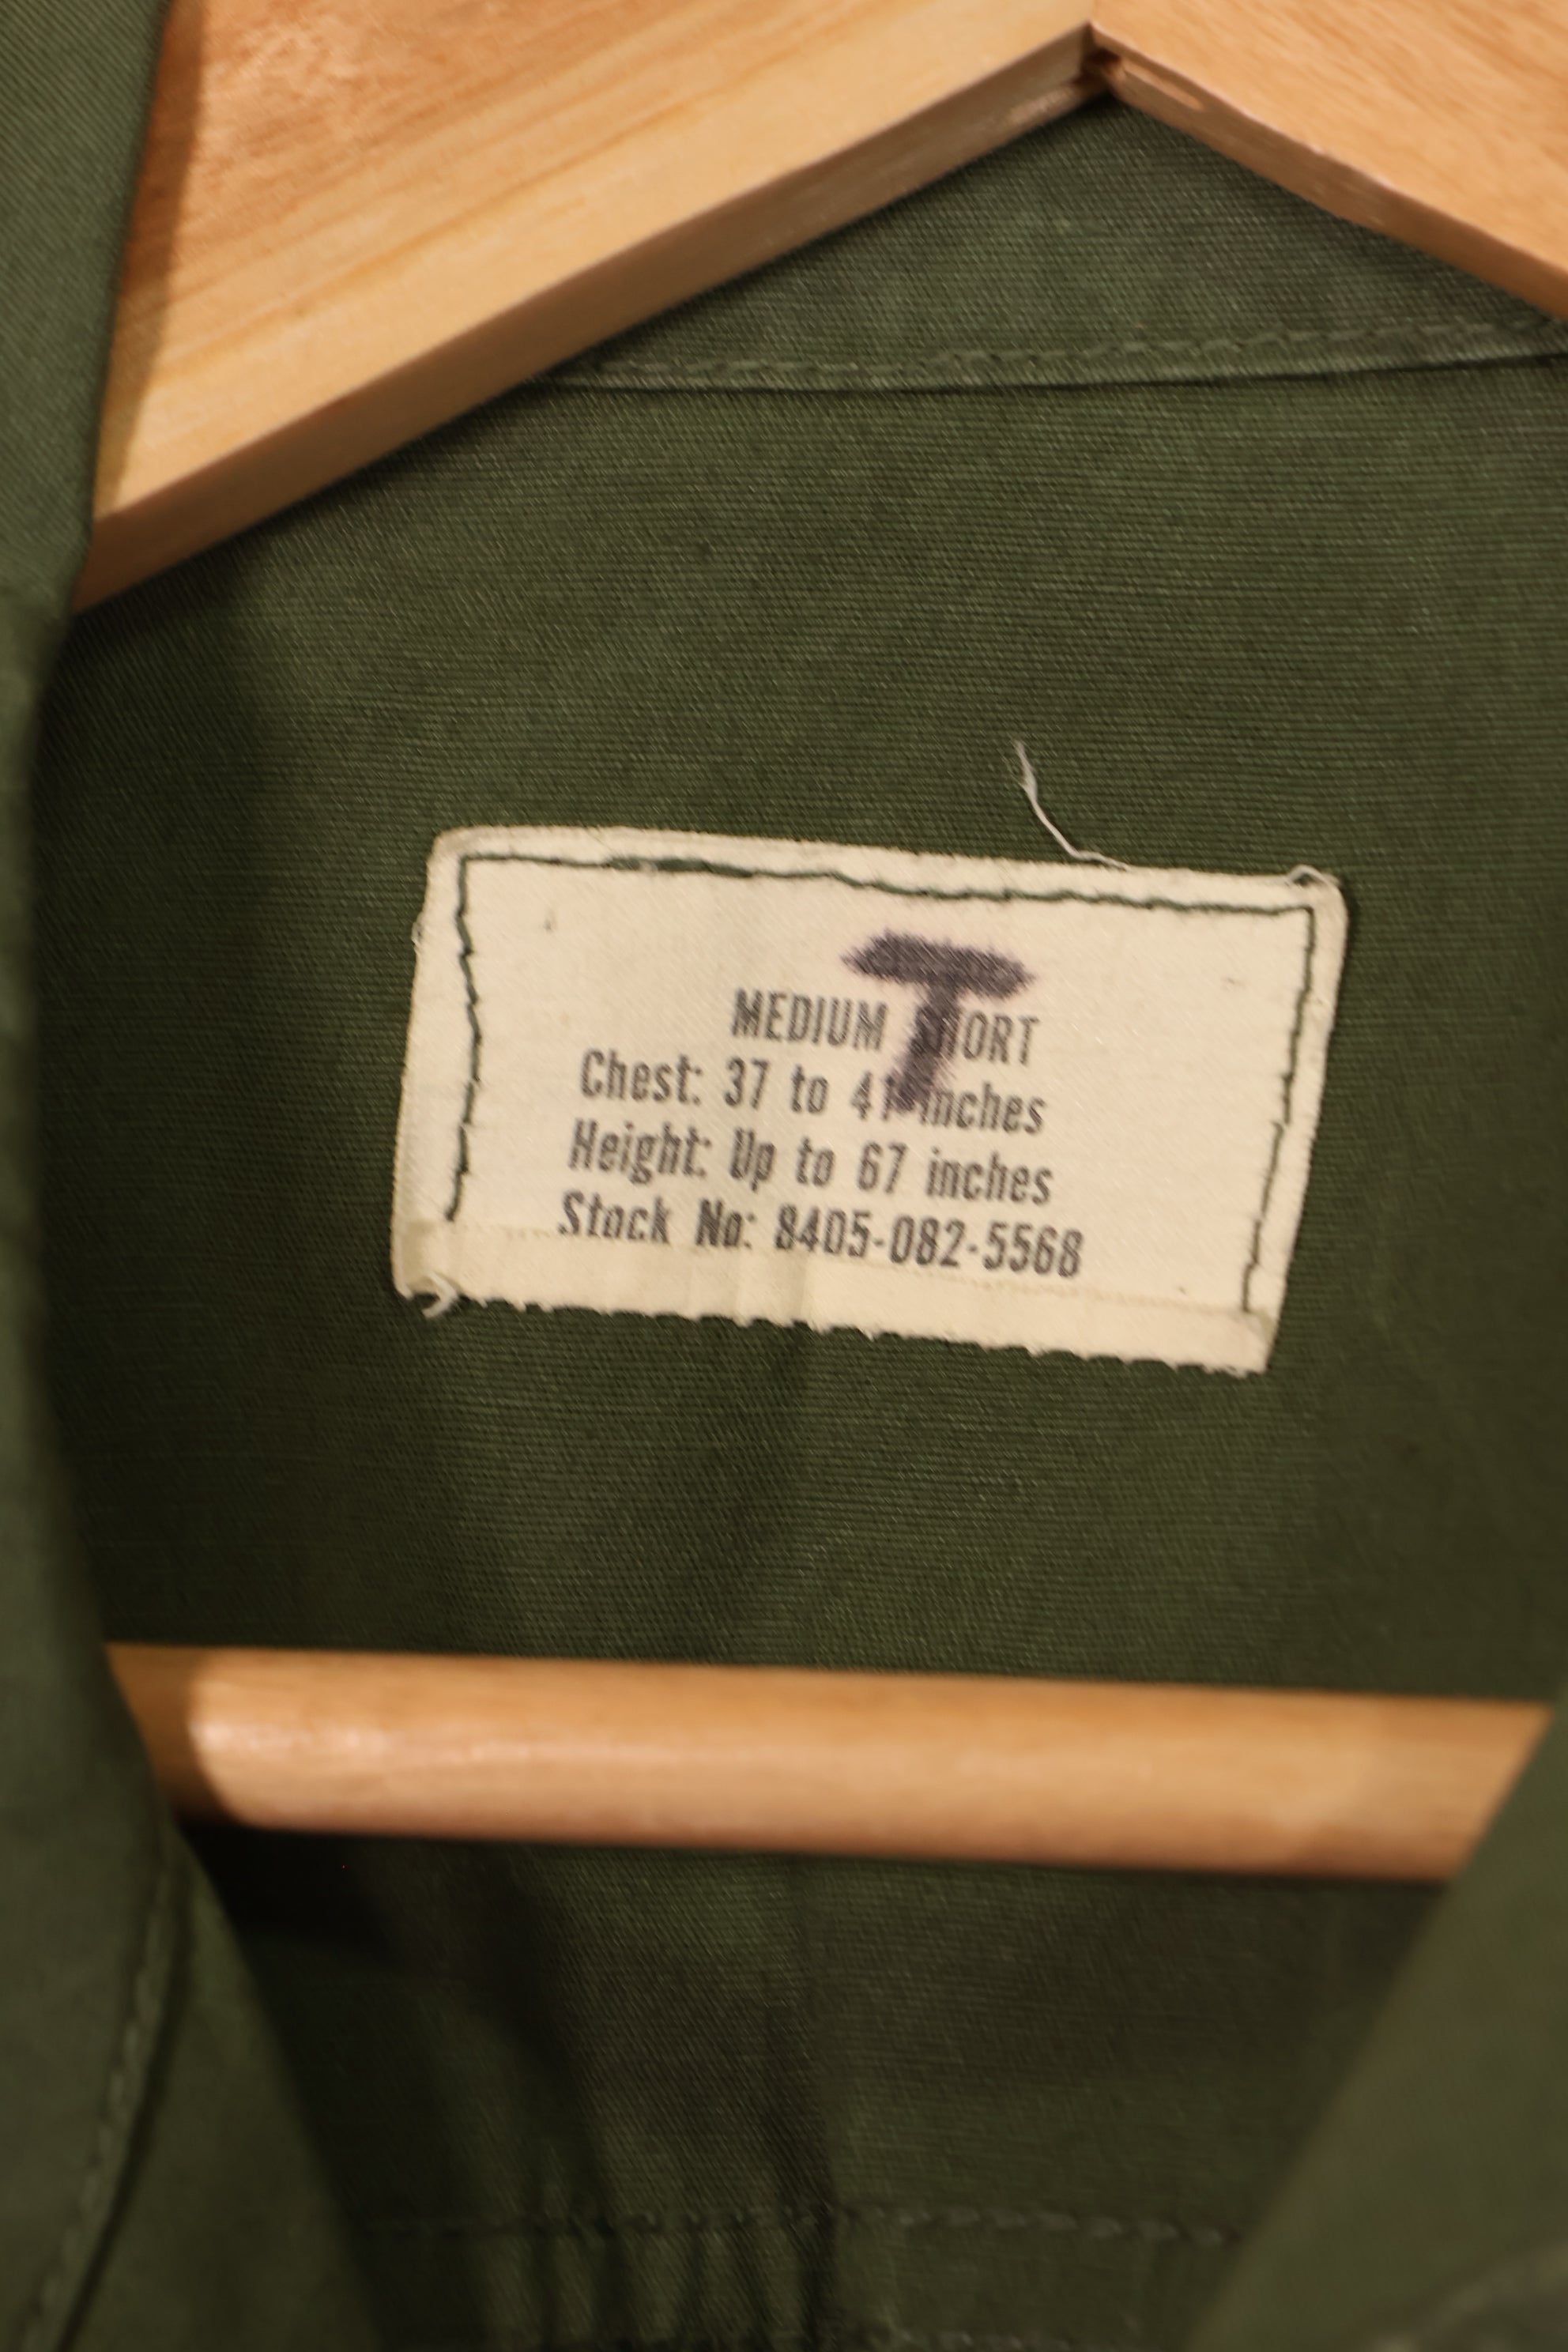 T
MEDIUM SHORT
Chest: 37 to 41 inches
Height: Up to 67 inches
Stock No: 8405-082-5568